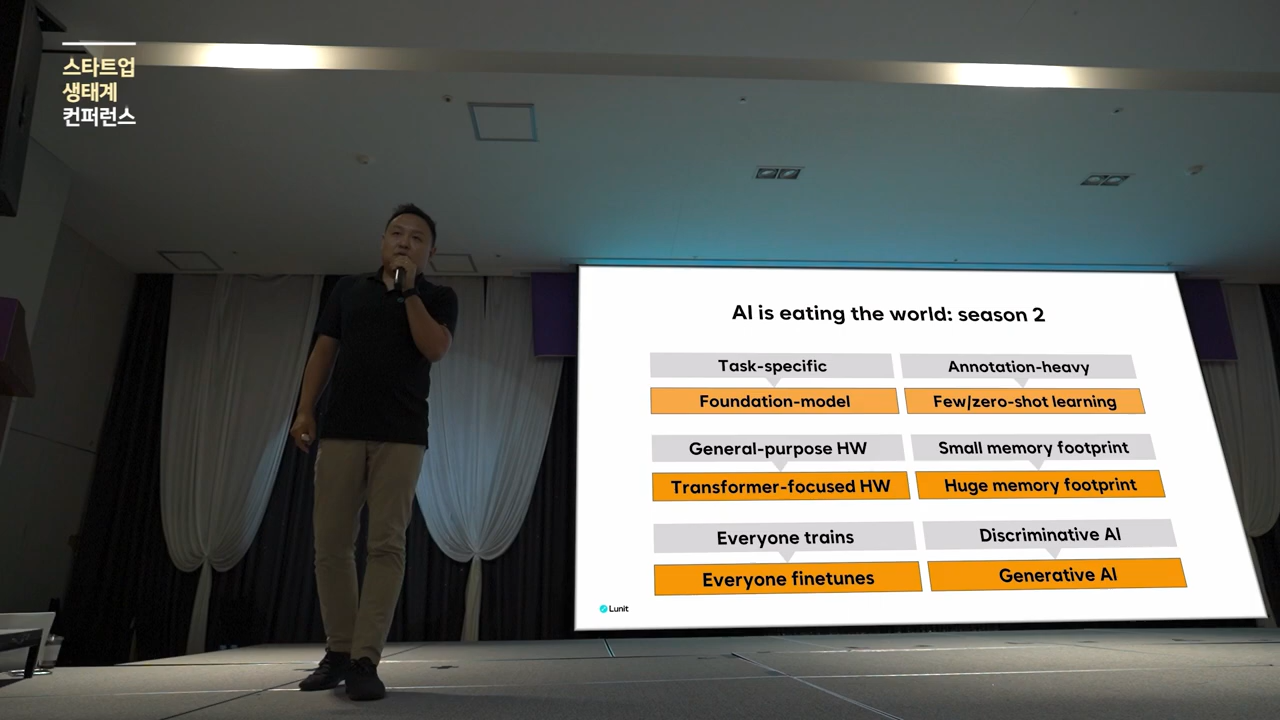 스타트업
생태계
컨퍼런스
AI is eating the world: season 2
Task-specific
Foundation-model
Annotation-heavy
Few/zero-shot learning
General-purpose HW
Transformer-focused HW
Small memory footprint
Huge memory footprint
Everyone trains
Everyone finetunes
Discriminative AI
Generative AI
Lunit